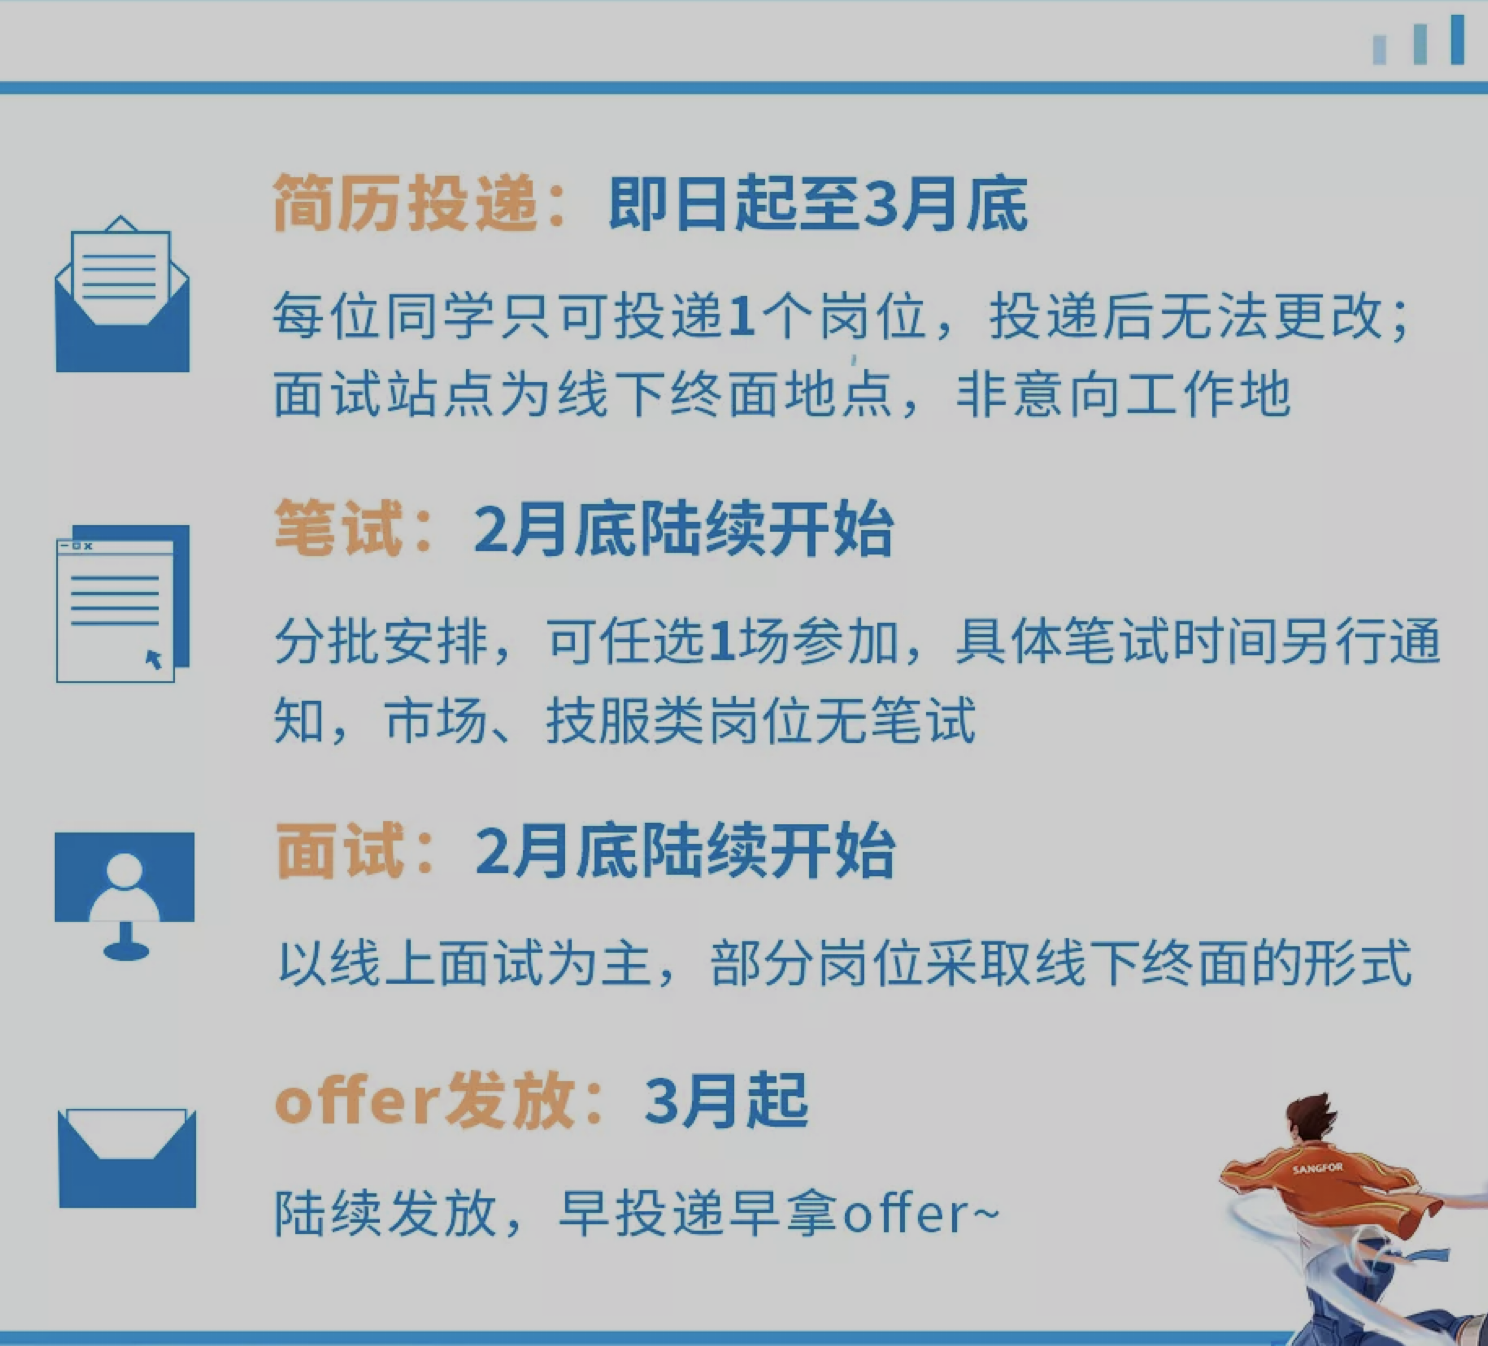 简历投递：即日起至3月底
每位同学只可投递1个岗位，投递后无法更改；
面试站点为线下终面地点，非意向工作地
笔试：2月底陆续开始
分批安排，可任选1场参加，具体笔试时间另行通
知，市场、技服类岗位无笔试
面试：2月底陆续开始
以线上面试为主，部分岗位采取线下终面的形式
offer发放：3月起
陆续发放，早投递早拿offer~
SANGFOR